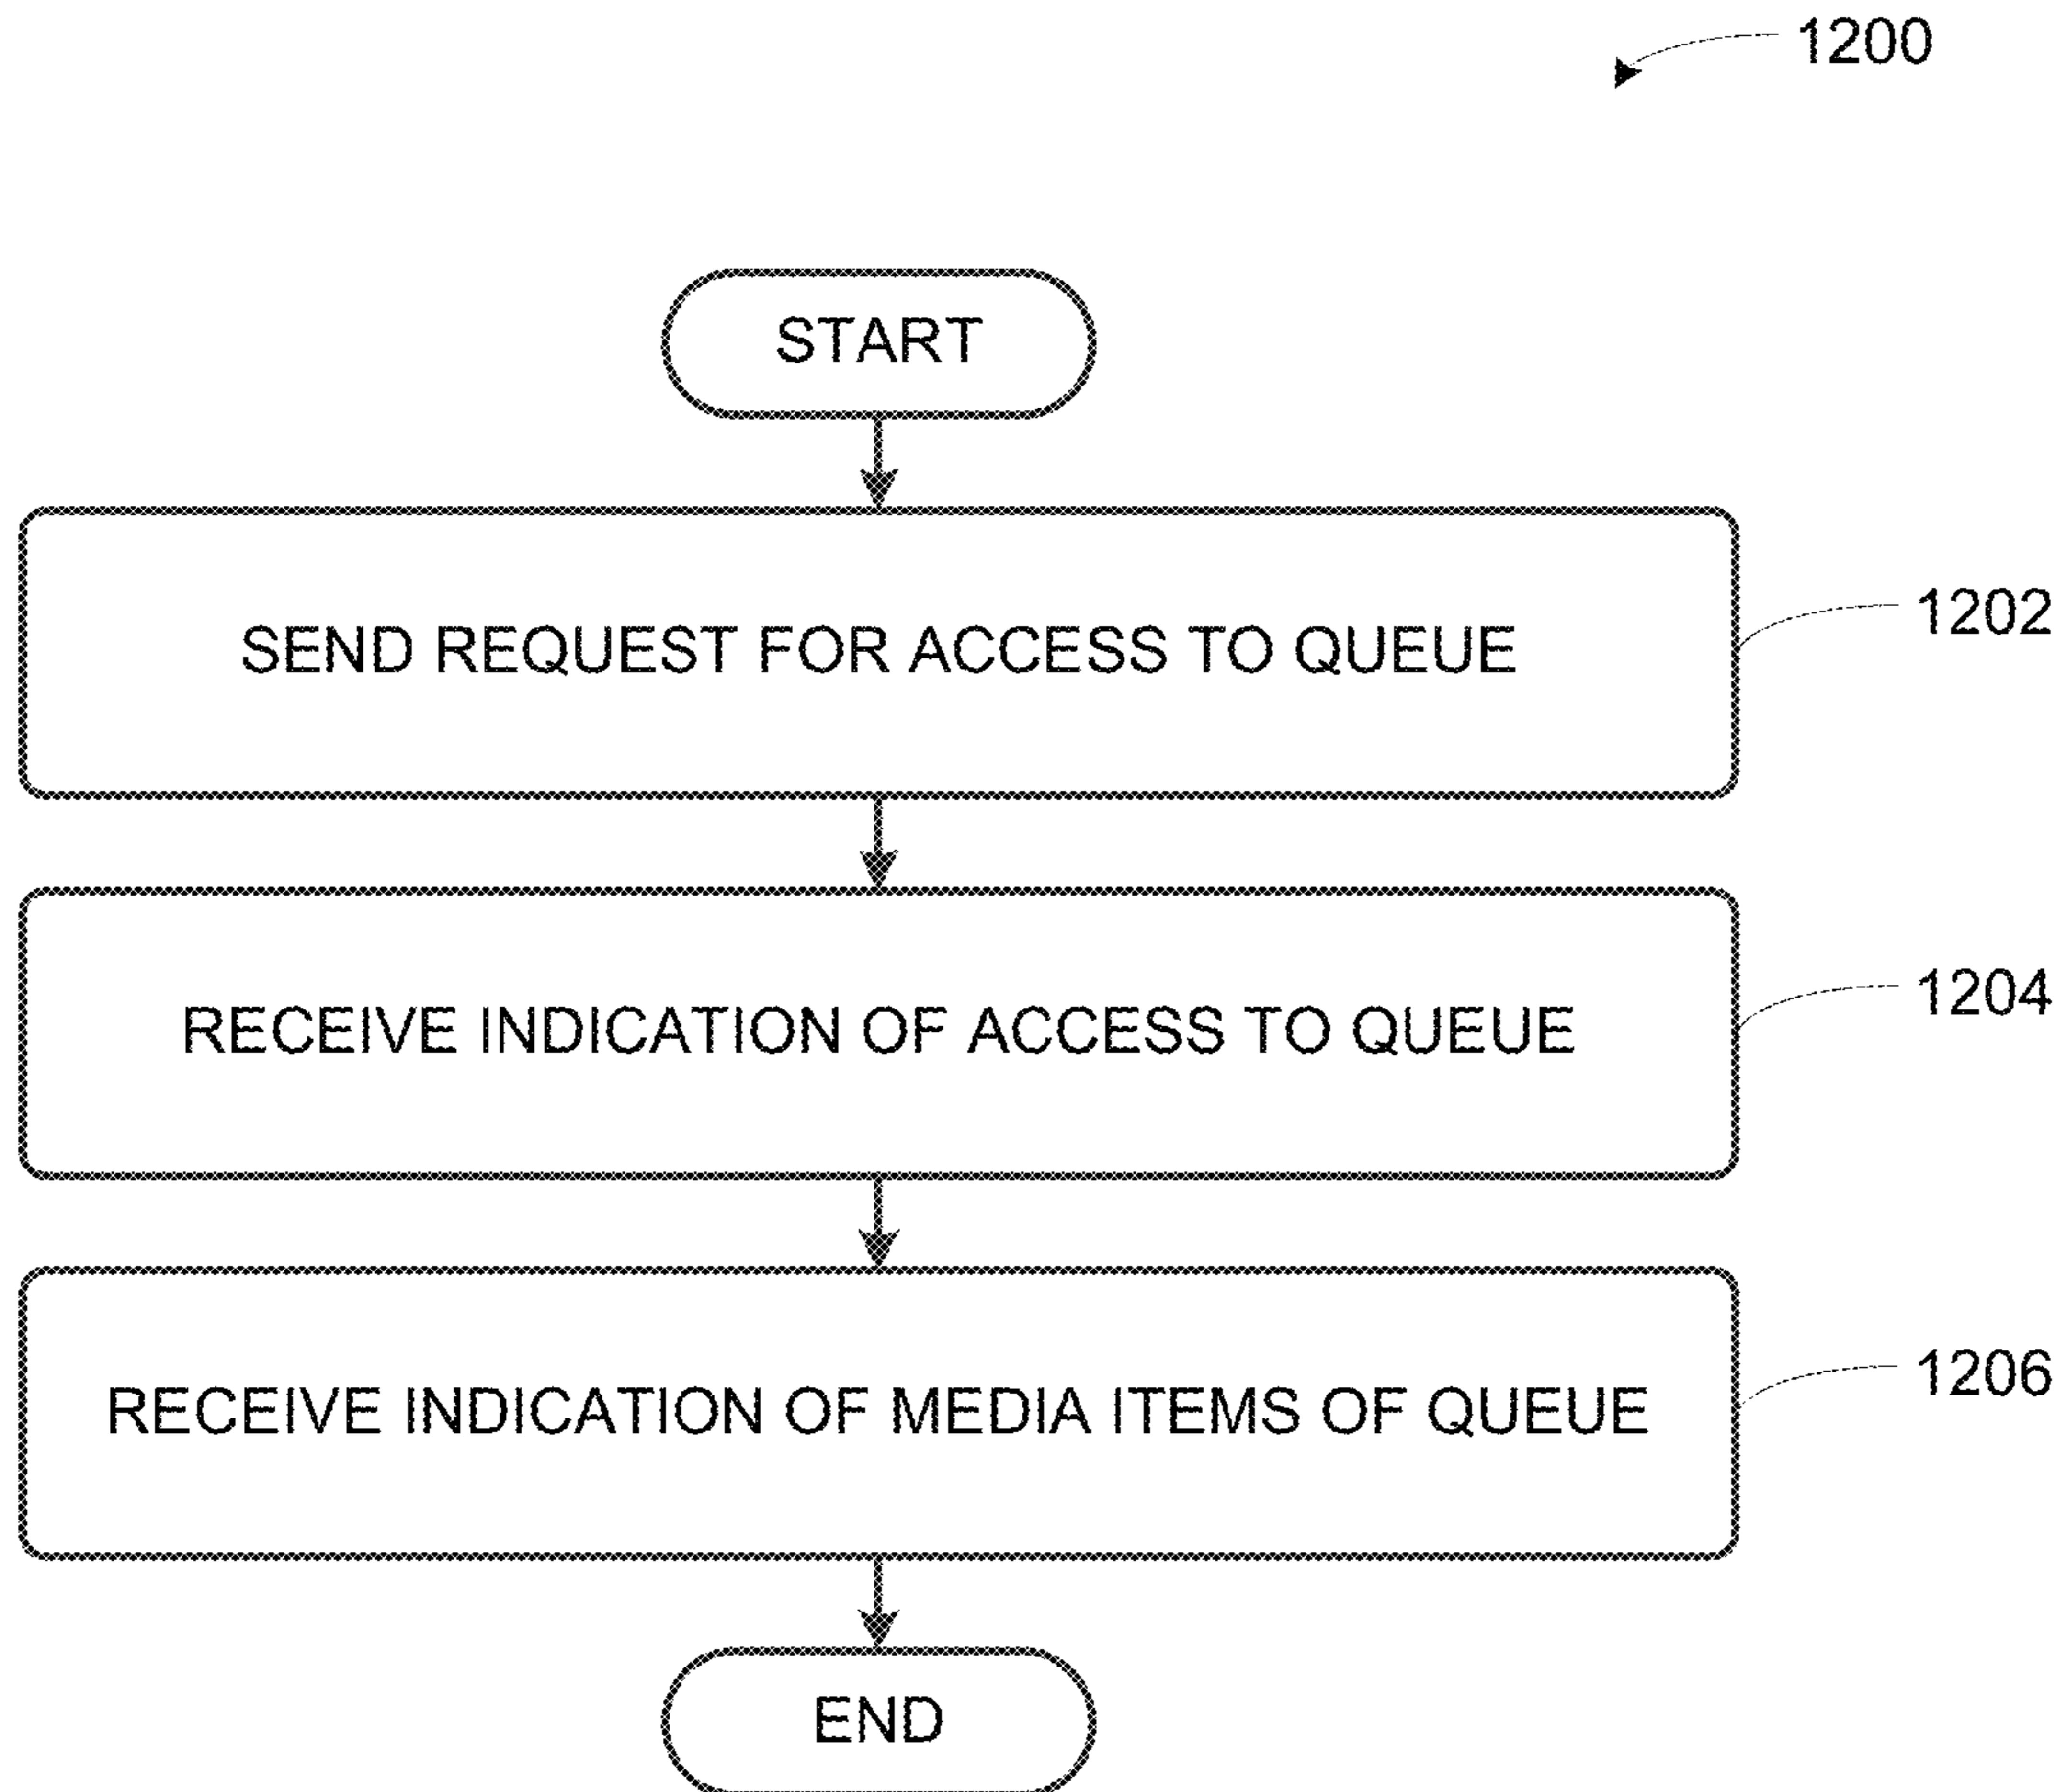 1200
START
SEND REQUEST FOR ACCESS TO QUEUE
1202
RECEIVE INDICATION OF ACCESS TO QUEUE
1204
RECEIVE INDICATION OF MEDIA ITEMS OF QUEUE
1206
END